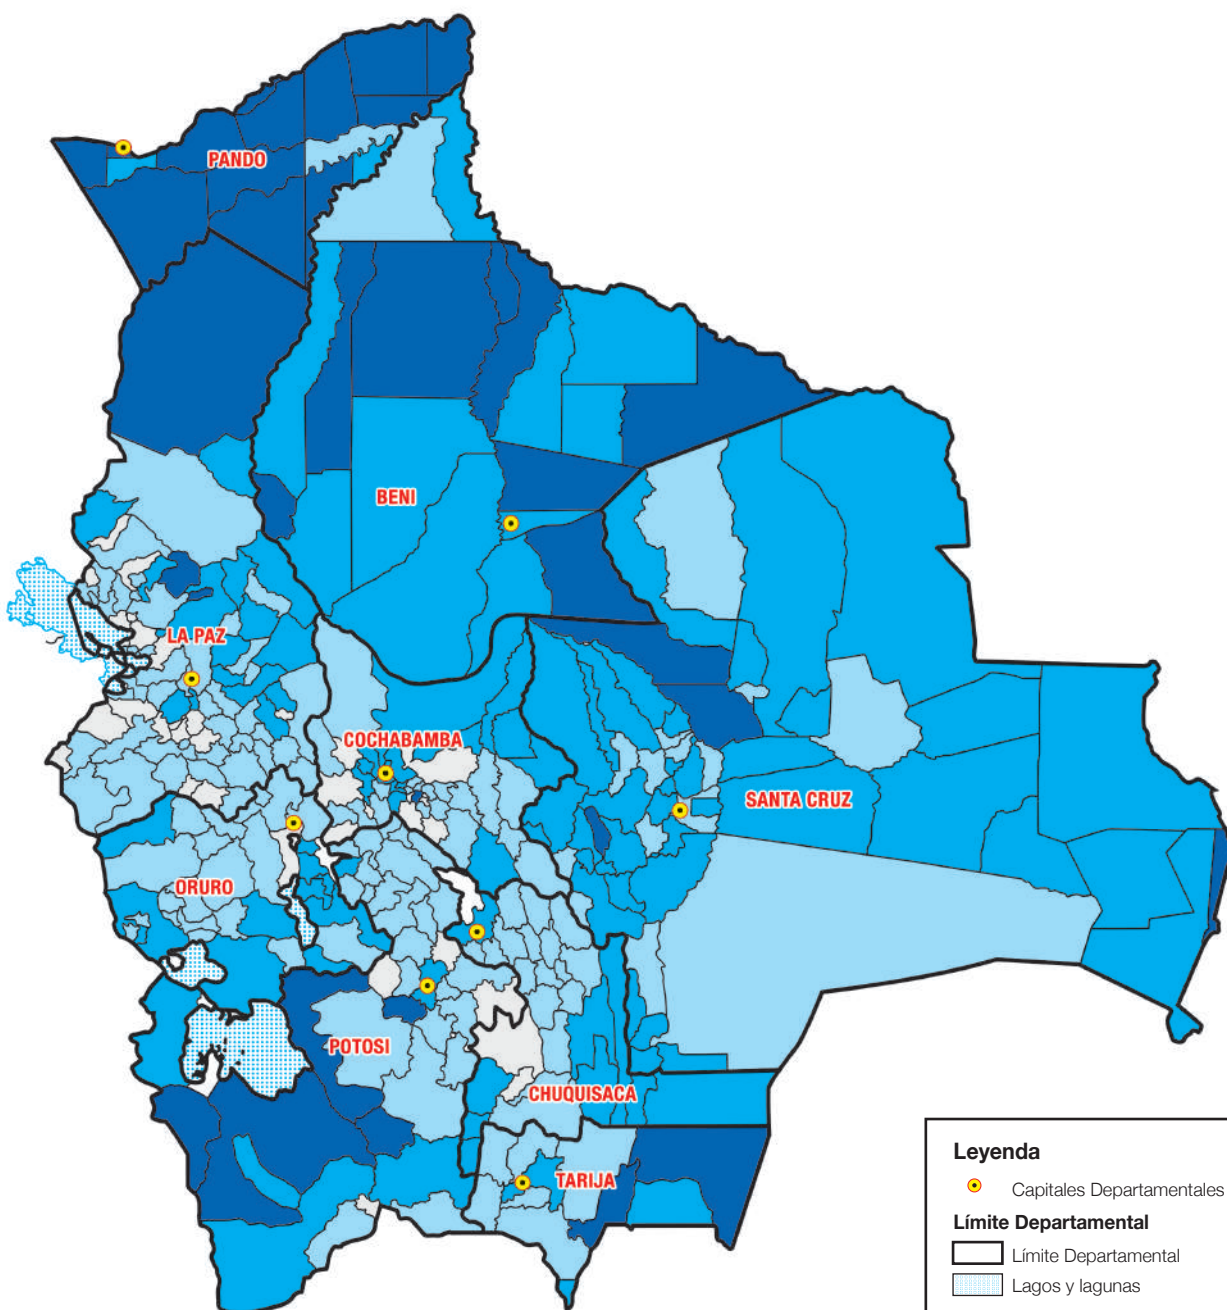 PANDO
BENI
LA PAZ
COCHABAMBA
SANTA CRUZ
ORURO
POTOSI
CHUQUISACA
TARIJA
Leyenda
Capitales Departamentales
Límite Departamental
Límite Departamental
Lagos y lagunas